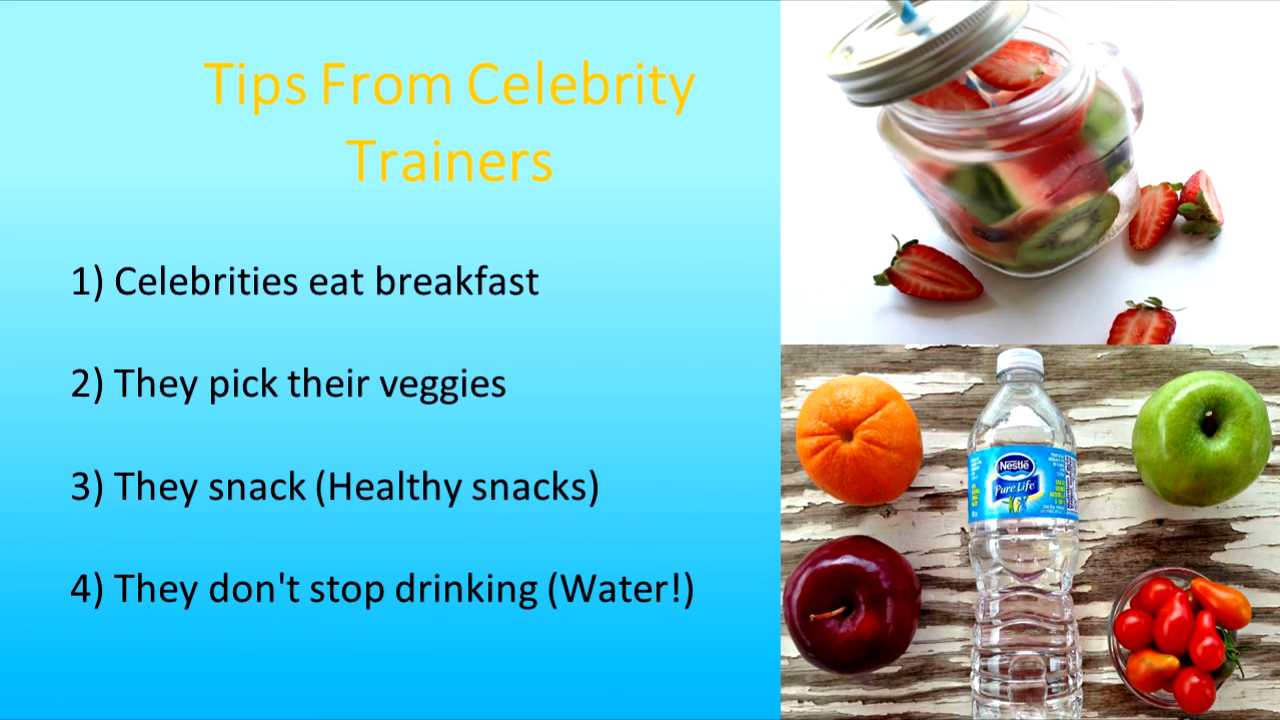 Tips From Celebrity
Trainers
1) Celebrities eat breakfast
2) They pick their veggies
3) They snack (Healthy snacks)
4) They don't stop drinking (Water!)
Nestlé
Pure Life